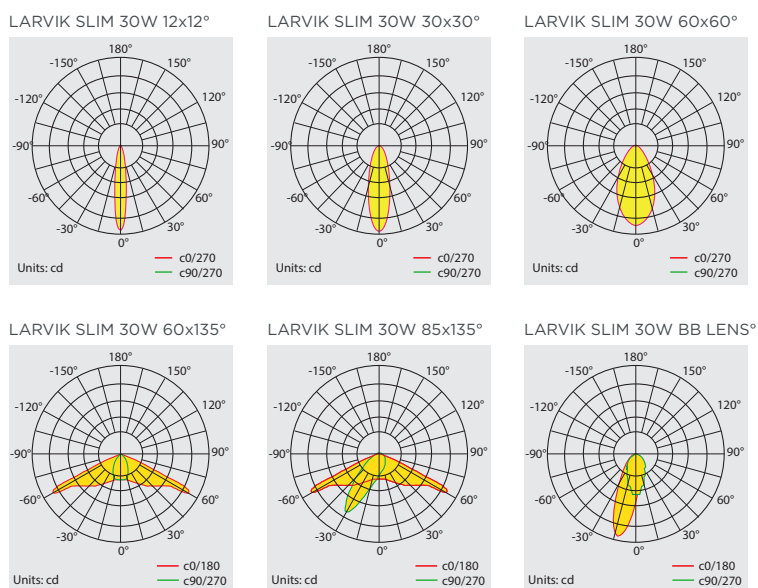 LARVIK SLIM 30W 12x12°
180°
-150° 150°
-120° 120°
-90° 90°
-60° 60°
-30° 30°
0°
Units: cd
c0/270
c90/270
LARVIK SLIM 30W 30x30°
180°
-150° 150°
-120° 120°
-90° 90°
-60° 60°
-30° 30°
0°
Units: cd
c0/270
c90/270
LARVIK SLIM 30W 60x60°
180°
-150° 150°
-120° 120°
-90° 90°
-60° 60°
-30° 30°
0°
Units: cd
c0/270
c90/270
LARVIK SLIM 30W 60x135°
180°
-150° 150°
-120° 120°
-90° 90°
-60° 60°
-30° 30°
0°
Units: cd
c0/180
c90/270
LARVIK SLIM 30W 85x135°
180°
-150° 150°
-120° 120°
-90° 90°
-60° 60°
-30° 30°
0°
Units: cd
c0/180
c90/270
LARVIK SLIM 30W BB LENS°
180°
-150° 150°
-120° 120°
-90° 90°
-60° 60°
-30° 30°
0°
Units: cd
c0/180
c90/270